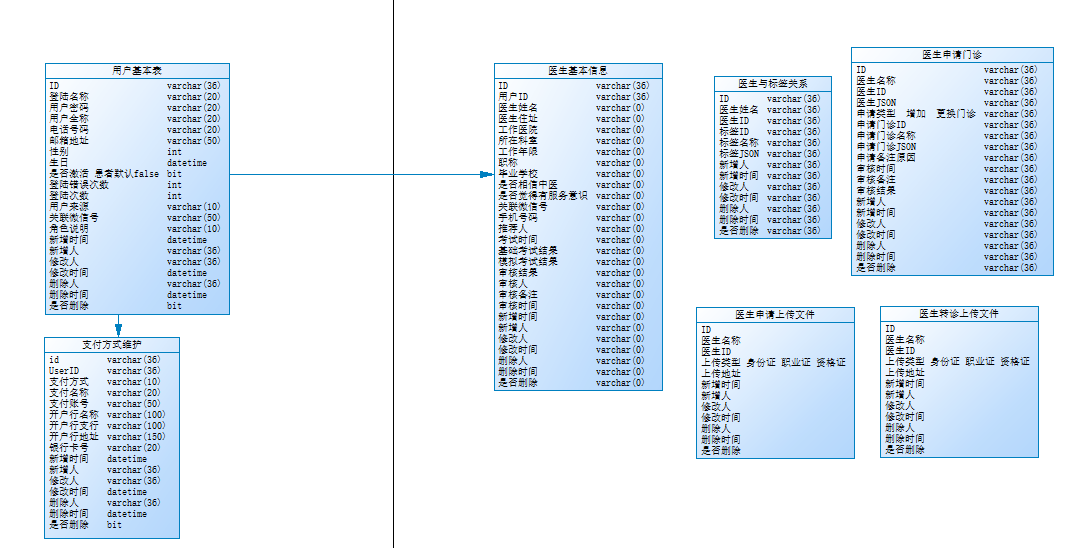 用户基本表
ID varchar(36)
登陆名称 varchar(20)
用户密码 varchar(20)
用户全称 varchar(20)
电话号码 varchar(20)
邮箱地址 varchar(50)
性别 int
生日 datetime
是否激活 患者默认false bit
登陆错误次数 int
登陆次数 int
用户来源 varchar(10)
关联微信号 varchar(50)
角色说明 varchar(10)
新增时间 datetime
新增人 varchar(36)
修改人 varchar(36)
修改时间 datetime
删除人 varchar(36)
删除时间 datetime
是否删除 bit
支付方式维护
id varchar(36)
UserID varchar(36)
支付方式 varchar(10)
支付名称 varchar(20)
支付账号 varchar(50)
开户行名称 varchar(100)
开户行支行 varchar(100)
开户行地址 varchar(150)
银行卡号 varchar(20)
新增时间 datetime
新增人 varchar(36)
修改人 varchar(36)
修改时间 datetime
删除人 varchar(36)
删除时间 datetime
是否删除 bit
医生基本信息
ID varchar(36)
用户ID varchar(36)
医生姓名 varchar(0)
医生住址 varchar(0)
工作医院 varchar(0)
所在科室 varchar(0)
工作年限 varchar(0)
职称 varchar(0)
毕业学校 varchar(0)
是否相信中医 varchar(0)
是否觉得有服务意识 varchar(0)
关联微信号 varchar(0)
手机号码 varchar(0)
推荐人 varchar(0)
考试时间 varchar(0)
基础考试结果 varchar(0)
模拟考试结果 varchar(0)
审核结果 varchar(0)
审核人 varchar(0)
审核备注 varchar(0)
审核时间 varchar(0)
新增时间 varchar(0)
新增人 varchar(0)
修改人 varchar(0)
修改时间 varchar(0)
删除人 varchar(0)
删除时间 varchar(0)
是否删除 varchar(0)
医生与标签关系
ID varchar(36)
医生姓名 varchar(36)
医生ID varchar(36)
标签ID varchar(36)
标签名称 varchar(36)
标签JSON varchar(36)
新增人 varchar(36)
新增时间 varchar(36)
修改人 varchar(36)
修改时间 varchar(36)
删除人 varchar(36)
删除时间 varchar(36)
是否删除 varchar(36)
医生申请门诊
ID varchar(36)
医生名称 varchar(36)
医生ID varchar(36)
医生JSON varchar(36)
申请类型 增加 更换门诊 varchar(36)
申请门诊ID varchar(36)
申请门诊名称 varchar(36)
申请门诊JSON varchar(36)
申请备注原因 varchar(36)
审核时间 varchar(36)
审核备注 varchar(36)
审核结果 varchar(36)
新增人 varchar(36)
新增时间 varchar(36)
修改人 varchar(36)
修改时间 varchar(36)
删除人 varchar(36)
删除时间 varchar(36)
是否删除 varchar(36)
医生申请上传文件
ID
医生名称
医生ID
上传类型 身份证 职业证 资格证
上传地址
新增时间
新增人
修改人
修改时间
删除人
删除时间
是否删除
医生转诊上传文件
ID
医生名称
医生ID
上传类型 身份证 职业证 资格证
上传地址
新增时间
新增人
修改人
修改时间
删除人
删除时间
是否删除